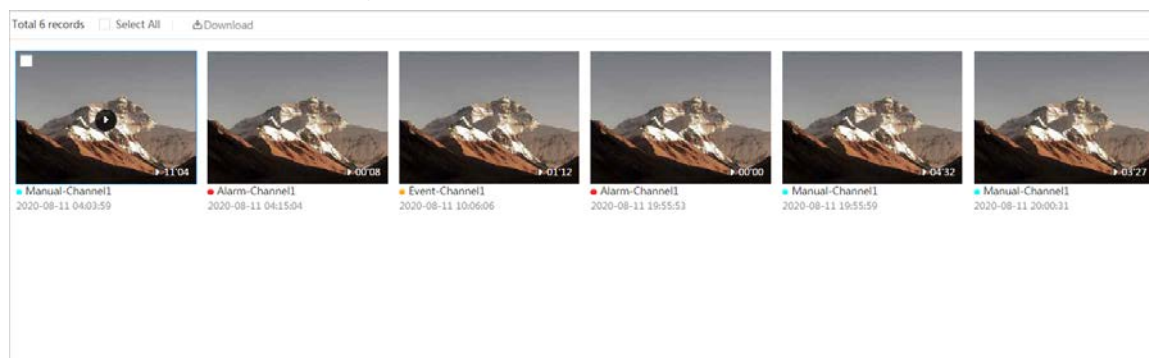 Total 6 records Select All Download
11'04 00'08 01'12 00'00 04'32 03'27
Manual-Channel1 Alarm-Channel1 Event-Channel1 Alarm-Channel1 Manual-Channel1 Manual-Channel1
2020-08-11 04:03:59 2020-08-11 04:15:04 2020-08-11 10:06:06 2020-08-11 19:55:53 2020-08-11 19:55:59 2020-08-11 20:00:31